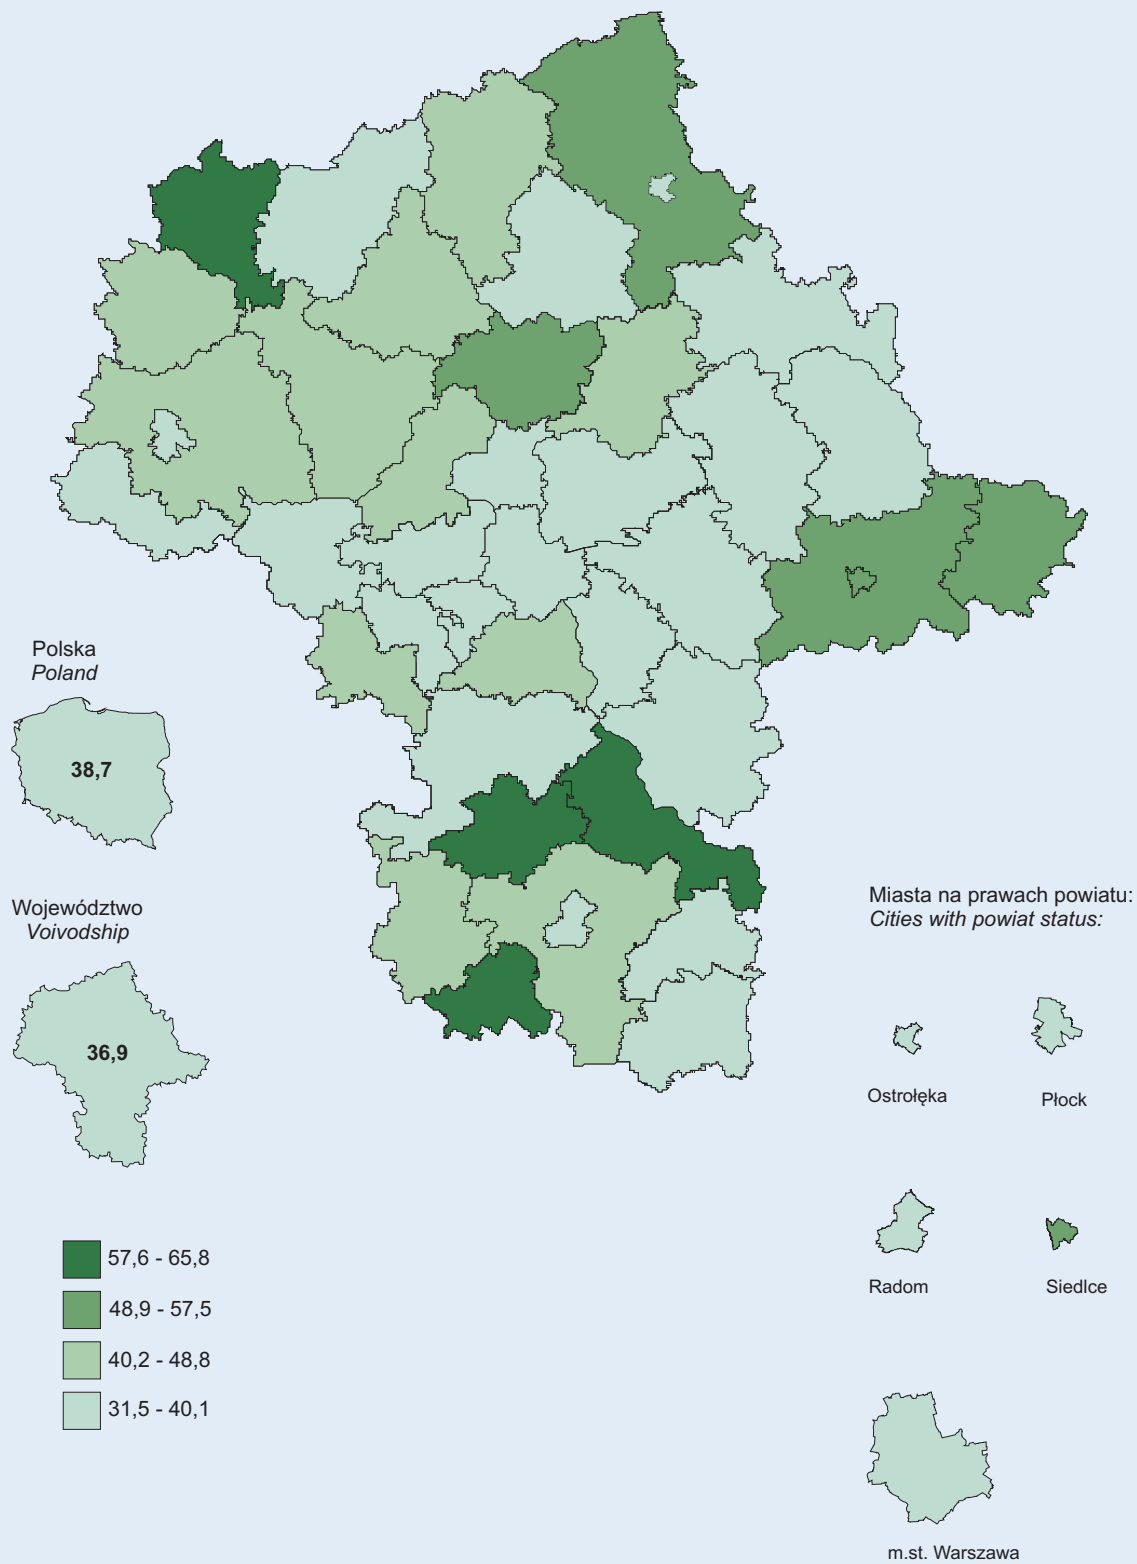 Polska
Poland
38,7
Województwo
Voivodship
36,9
57,6 - 65,8
48,9 - 57,5
40,2 - 48,8
31,5 - 40,1
Miasta na prawach powiatu:
Cities with powiat status:
Ostrołęka
Płock
Radom
Siedlce
m.st. Warszawa